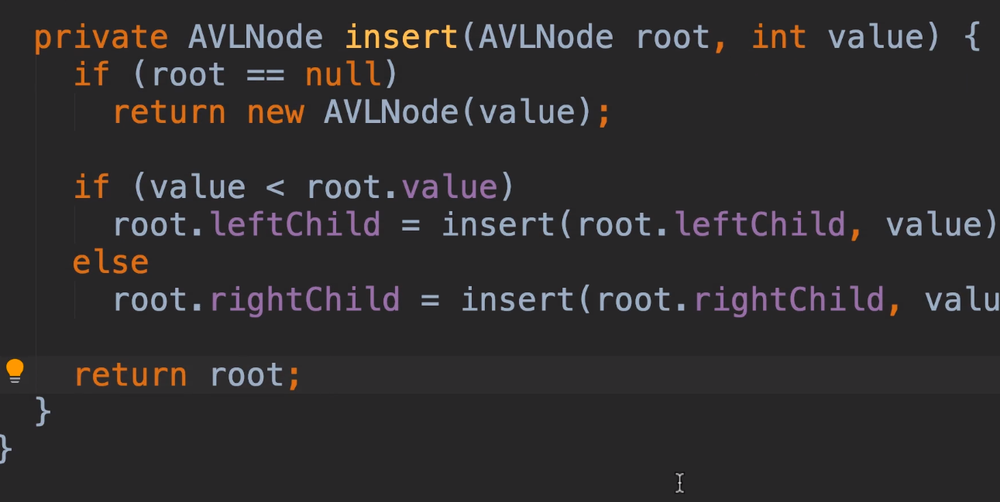 private AVLNode insert(AVLNode root, int value) {
if (root == null)
return new AVLNode(value);
if (value < root.value)
root.leftChild = insert(root.leftChild, value)
else
root.rightChild = insert(root.rightChild, valu
return root;
}
}